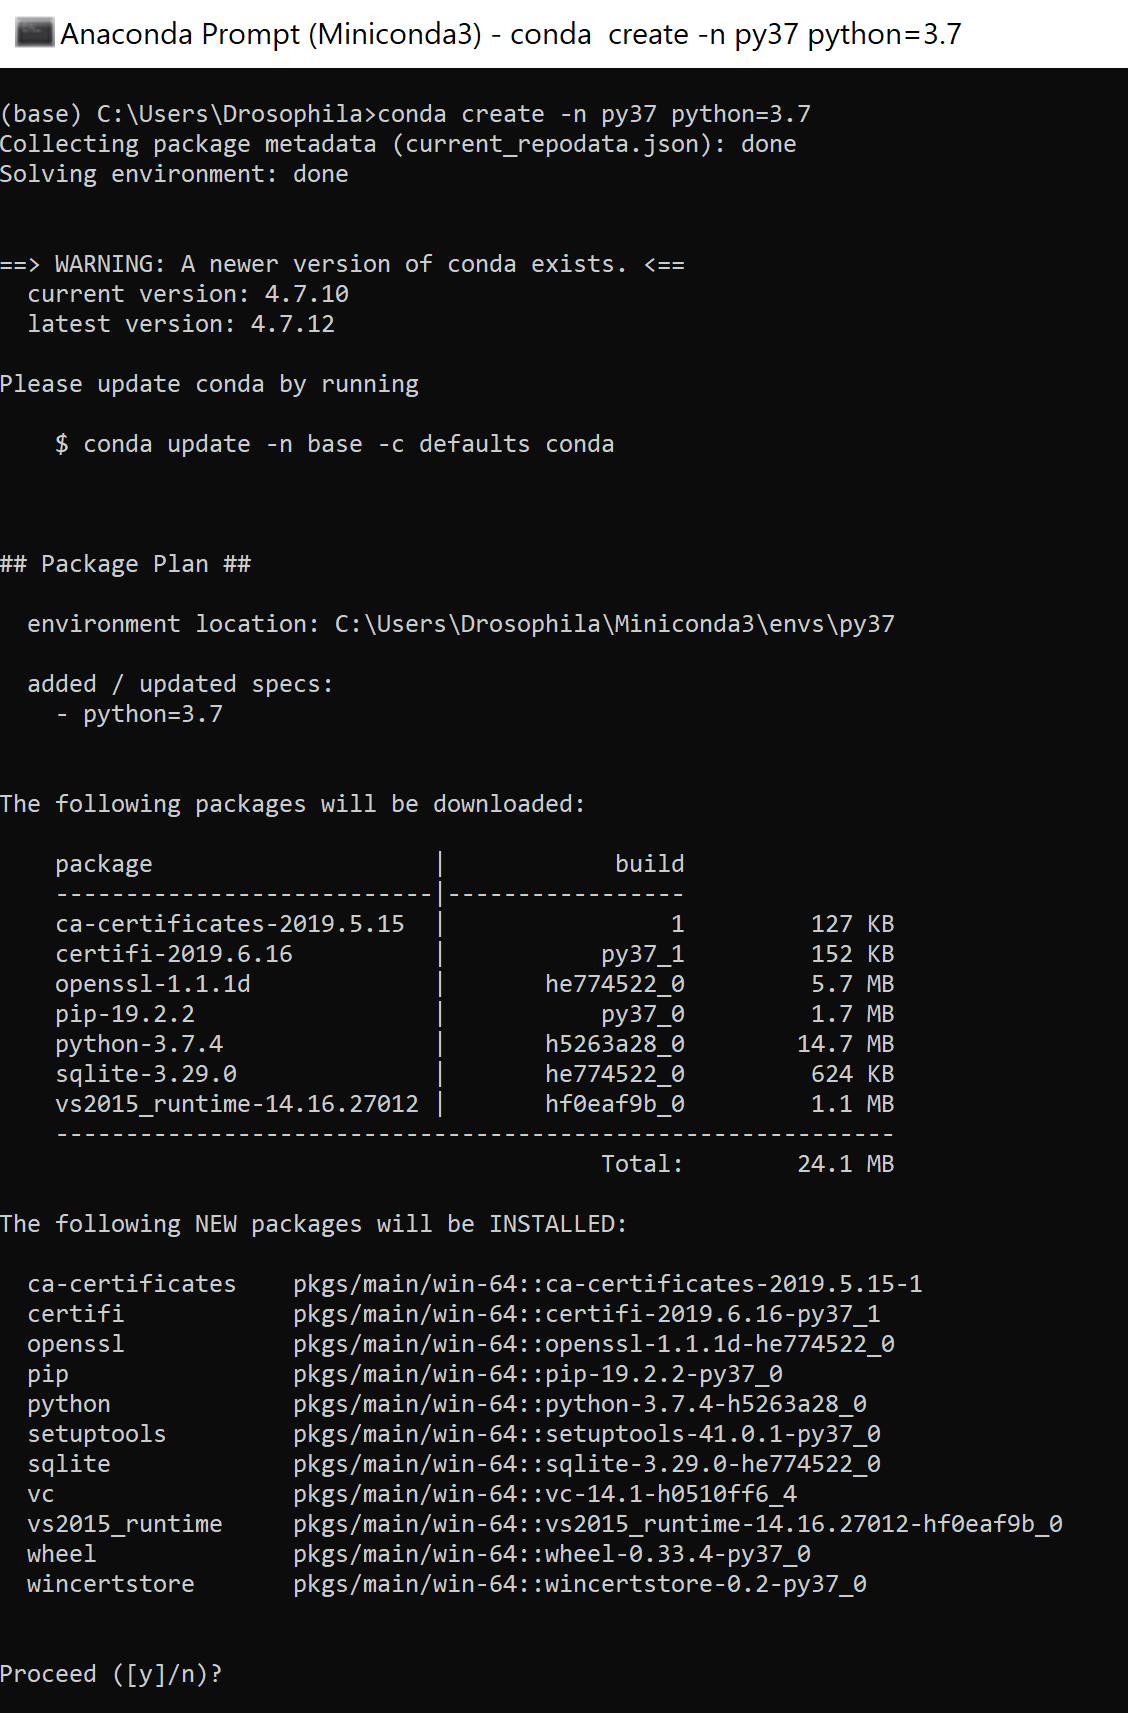 Anaconda Prompt (Miniconda3) - conda  create -n py37 python=3.7
(base) C:\Users\Drosophila>conda create -n py37 python=3.7
Collecting package metadata (current_repodata.json): done
Solving environment: done
==> WARNING: A newer version of conda exists. <==
  current version: 4.7.10
  latest version: 4.7.12
Please update conda by running
    $ conda update -n base -c defaults conda
## Package Plan ##
  environment location: C:\Users\Drosophila\Miniconda3\envs\py37
  added / updated specs:
    - python=3.7
The following packages will be downloaded:
    package                    |            build
    ---------------------------|-----------------
    ca-certificates-2019.5.15  |                1         127 KB
    certifi-2019.6.16          |           py37_1         152 KB
    openssl-1.1.1d             |       he774522_0         5.7 MB
    pip-19.2.2                 |           py37_0         1.7 MB
    python-3.7.4               |       h5263a28_0        14.7 MB
    sqlite-3.29.0              |       he774522_0         624 KB
    vs2015_runtime-14.16.27012 |       hf0eaf9b_0         1.1 MB
    ------------------------------------------------------------
                                           Total:        24.1 MB
The following NEW packages will be INSTALLED:
  ca-certificates    pkgs/main/win-64::ca-certificates-2019.5.15-1
  certifi            pkgs/main/win-64::certifi-2019.6.16-py37_1
  openssl            pkgs/main/win-64::openssl-1.1.1d-he774522_0
  pip                pkgs/main/win-64::pip-19.2.2-py37_0
  python             pkgs/main/win-64::python-3.7.4-h5263a28_0
  setuptools         pkgs/main/win-64::setuptools-41.0.1-py37_0
  sqlite             pkgs/main/win-64::sqlite-3.29.0-he774522_0
  vc                 pkgs/main/win-64::vc-14.1-h0510ff6_4
  vs2015_runtime     pkgs/main/win-64::vs2015_runtime-14.16.27012-hf0eaf9b_0
  wheel              pkgs/main/win-64::wheel-0.33.4-py37_0
  wincertstore       pkgs/main/win-64::wincertstore-0.2-py37_0
Proceed ([y]/n)?